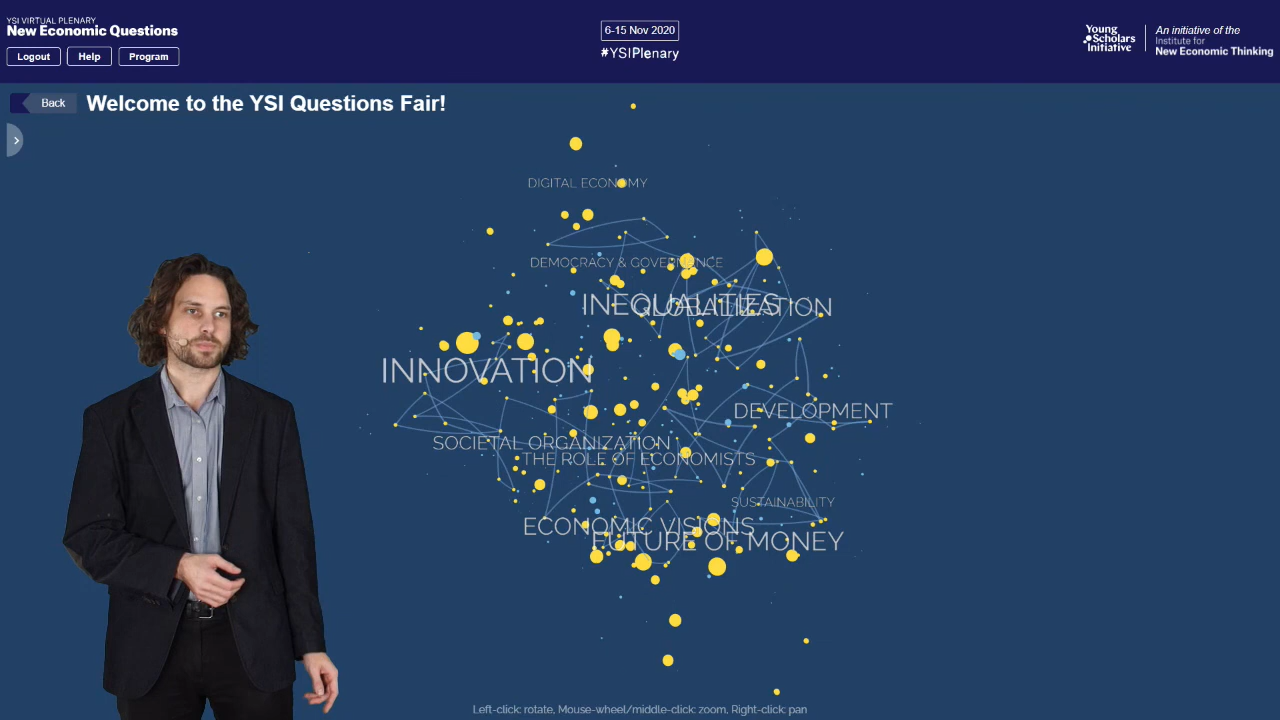 YSI VIRTUAL PLENARY
New Economic Questions
Logout Help Program
6-15 Nov 2020
#YSIPlenary
Young
Scholars
Initiative
An initiative of the
Institute for
New Economic Thinking
Back
Welcome to the YSI Questions Fair!
DIGITAL ECONOMY
DEMOCRACY & GOVERNANCE
INEQUALITIES
GLOBALIZATION
INNOVATION
DEVELOPMENT
SOCIETAL ORGANIZATION
THE ROLE OF ECONOMISTS
SUSTAINABILITY
ECONOMIC VISIONS
FUTURE OF MONEY
Left-click: rotate, Mouse-wheel/middle-click: zoom, Right-click: pan